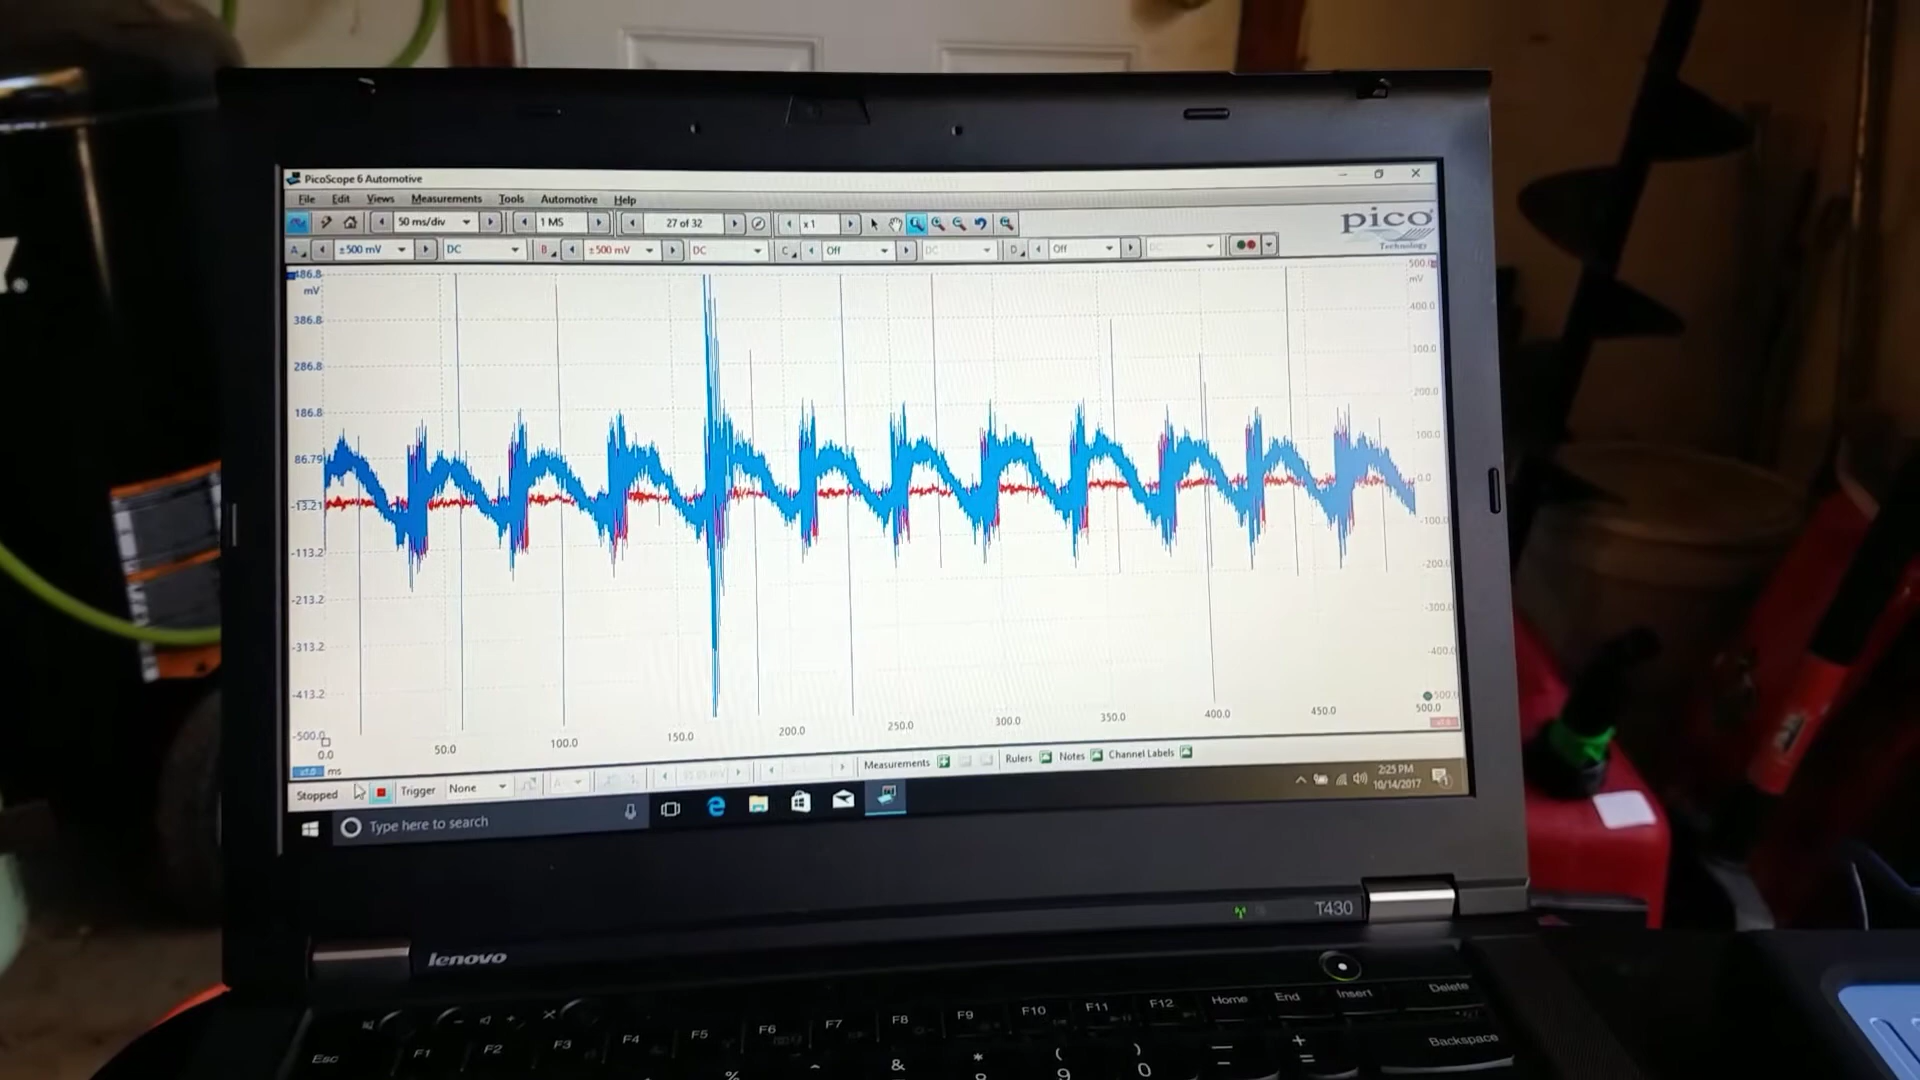 PicoScope 6 Automotive
File Edit Views Measurements Tools Automotive Help
50 ms/div 1 MS 27 of 32 x1
pico
Technology
A ±500 mV DC B ±500 mV DC C Off DC D Off DC
486.8 500.0
mV mV
386.8 400.0
286.8 300.0
186.8 200.0
86.79 100.0
-13.21 0.0
-113.2 -100.0
-213.2 -200.0
-313.2 -300.0
-413.2 -400.0
-500.0 -500.0
0.0 50.0 100.0 150.0 200.0 250.0 300.0 350.0 400.0 450.0 500.0
x1.0 ms
Measurements Rulers Notes Channel Labels
Stopped Trigger None A
2:25 PM
10/14/2017
Type here to search
T430
lenovo
Esc F1 F2 F3 F4 F5 F6 F7 F8 F9 F10 F11 F12 Home End Insert Delete
% ^ & * ( ) _ + Backspace
9 0 - =